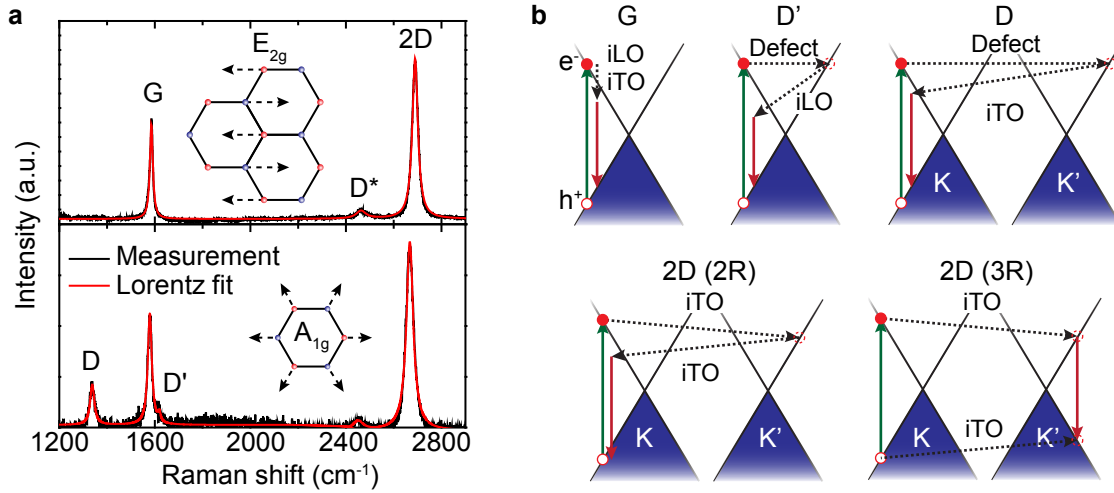 a
E2g
2D
G
D*
Intensity (a.u.)
Measurement
Lorentz fit
A1g
D
D'
1200 1600 2000 2400 2800
Raman shift (cm-1)
b
G
D’
D
Defect
Defect
e-
iLO
iTO
iLO
iTO
K
K’
h+
2D (2R)
2D (3R)
iTO
iTO
iTO
iTO
K
K’
K
K’